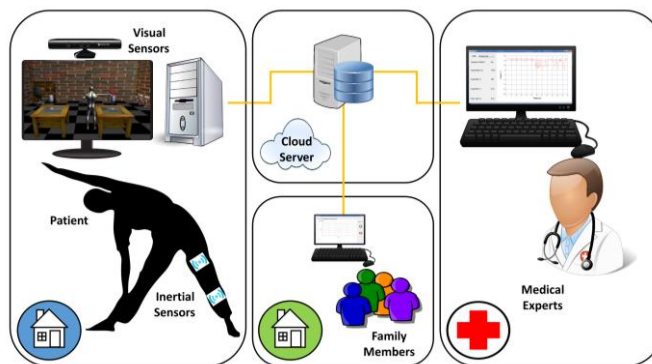 Visual
Sensors
Patient
Inertial
Sensors
Cloud
Server
Family
Members
Medical
Experts